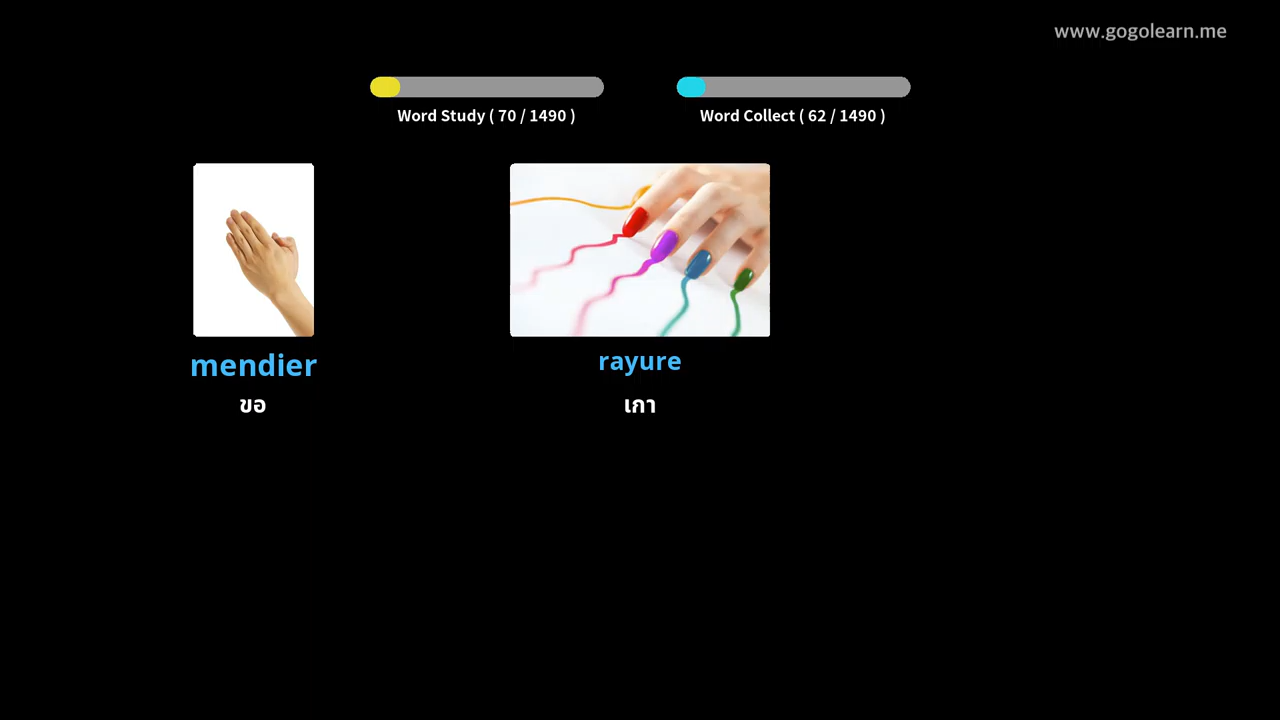 www.gogolearn.me
Word Study ( 70 / 1490 )
Word Collect ( 62 / 1490 )
mendier
ขอ
rayure
เกา